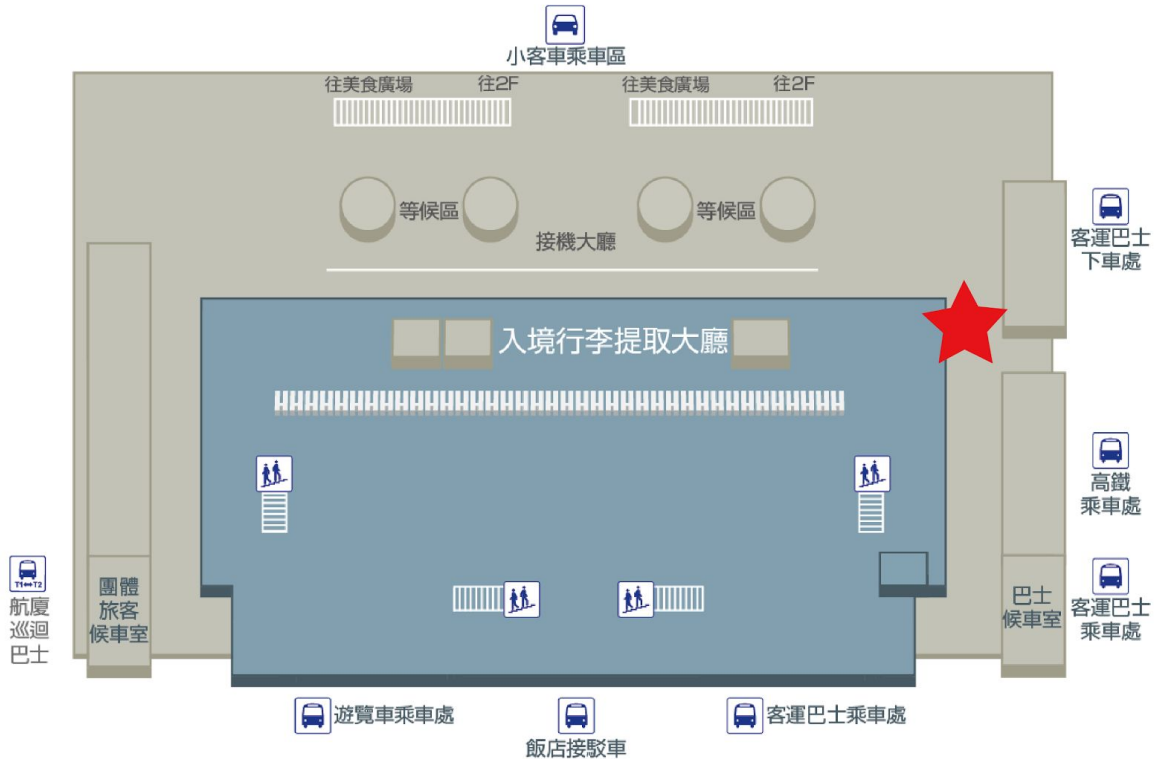 小客車乘車區
往美食廣場
往2F
往美食廣場
往2F
等候區
等候區
接機大廳
客運巴士
下車處
入境行李提取大廳
高鐵
乘車處
T1↔T2
航廈
巡迴
巴士
團體
旅客
候車室
巴士
候車室
客運巴士
乘車處
遊覽車乘車處
飯店接駁車
客運巴士乘車處